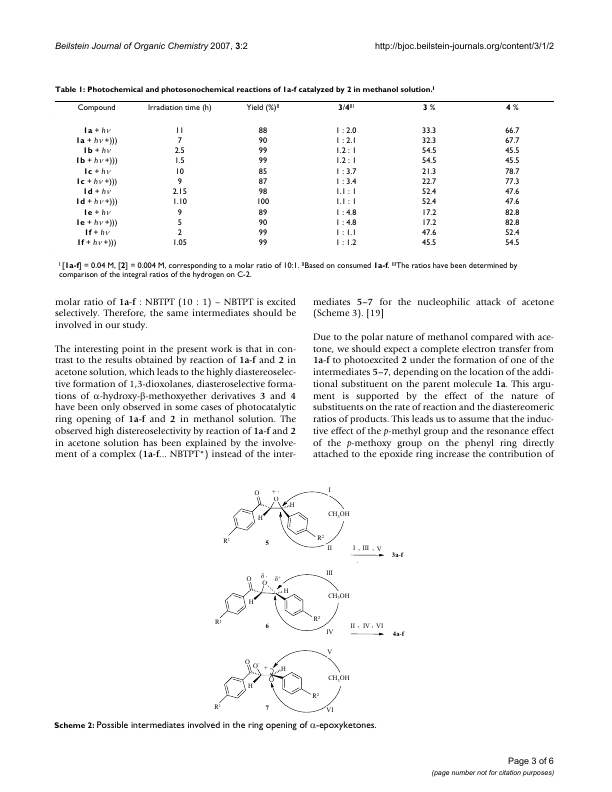 Beilstein Journal of Organic Chemistry 2007, 3:2 http://bjoc.beilstein-journals.org/content/3/1/2
Table 1: Photochemical and photosonochemical reactions of 1a-f catalyzed by 2 in methanol solution.I
Compound Irradiation time (h) Yield (%)II 3/4III 3 % 4 %
1a + hν 11 88 1 : 2.0 33.3 66.7
1a + hν +))) 7 90 1 : 2.1 32.3 67.7
1b + hν 2.5 99 1.2 : 1 54.5 45.5
1b + hν +))) 1.5 99 1.2 : 1 54.5 45.5
1c + hν 10 85 1 : 3.7 21.3 78.7
1c + hν +))) 9 87 1 : 3.4 22.7 77.3
1d + hν 2.15 98 1.1 : 1 52.4 47.6
1d + hν +))) 1.10 100 1.1 : 1 52.4 47.6
1e + hν 9 89 1 : 4.8 17.2 82.8
1e + hν +))) 5 90 1 : 4.8 17.2 82.8
1f + hν 2 99 1 : 1.1 47.6 52.4
1f + hν +))) 1.05 99 1 : 1.2 45.5 54.5
I [1a-f] = 0.04 M, [2] = 0.004 M, corresponding to a molar ratio of 10:1. IIBased on consumed 1a-f. IIIThe ratios have been determined by
comparison of the integral ratios of the hydrogen on C-2.
molar ratio of 1a-f : NBTPT (10 : 1) – NBTPT is excited
selectively. Therefore, the same intermediates should be
involved in our study.
The interesting point in the present work is that in con-
trast to the results obtained by reaction of 1a-f and 2 in
acetone solution, which leads to the highly diastereoselec-
tive formation of 1,3-dioxolanes, diasteroselective forma-
tions of α-hydroxy-β-methoxyether derivatives 3 and 4
have been only observed in some cases of photocatalytic
ring opening of 1a-f and 2 in methanol solution. The
observed high distereoselectivity by reaction of 1a-f and 2
in acetone solution has been explained by the involve-
ment of a complex (1a-f... NBTPT*) instead of the inter-
mediates 5–7 for the nucleophilic attack of acetone
(Scheme 3). [19]
Due to the polar nature of methanol compared with ace-
tone, we should expect a complete electron transfer from
1a-f to photoexcited 2 under the formation of one of the
intermediates 5–7, depending on the location of the addi-
tional substituent on the parent molecule 1a. This argu-
ment is supported by the effect of the nature of
substituents on the rate of reaction and the diastereomeric
ratios of products. This leads us to assume that the induc-
tive effect of the p-methyl group and the resonance effect
of the p-methoxy group on the phenyl ring directly
attached to the epoxide ring increase the contribution of
O + · O H H I CH3OH
R1 5 R2 II I , III , V 3a-f
O δ· O δ+ H H III CH3OH
R1 6 R2 IV II , IV , VI 4a-f
O O· + H H V CH3OH
R1 7 R2 VI
Scheme 2: Possible intermediates involved in the ring opening of α-epoxyketones.
Page 3 of 6
(page number not for citation purposes)